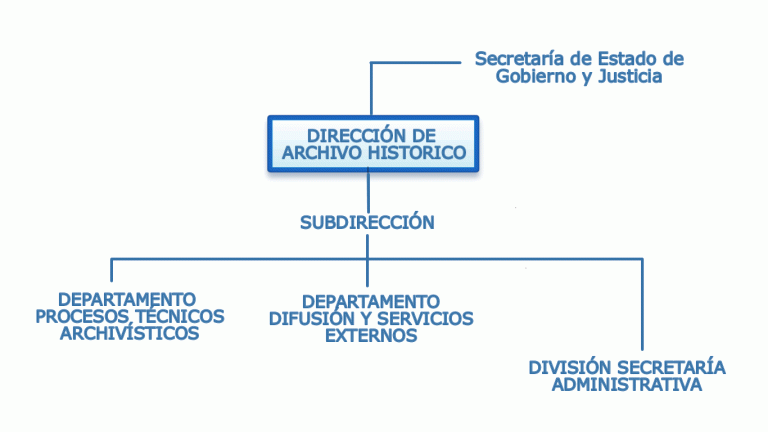 Secretaría de Estado de
Gobierno y Justicia
DIRECCIÓN DE
ARCHIVO HISTORICO
SUBDIRECCIÓN
DEPARTAMENTO
PROCESOS TÉCNICOS
ARCHIVÍSTICOS
DEPARTAMENTO
DIFUSIÓN Y SERVICIOS
EXTERNOS
DIVISIÓN SECRETARÍA
ADMINISTRATIVA